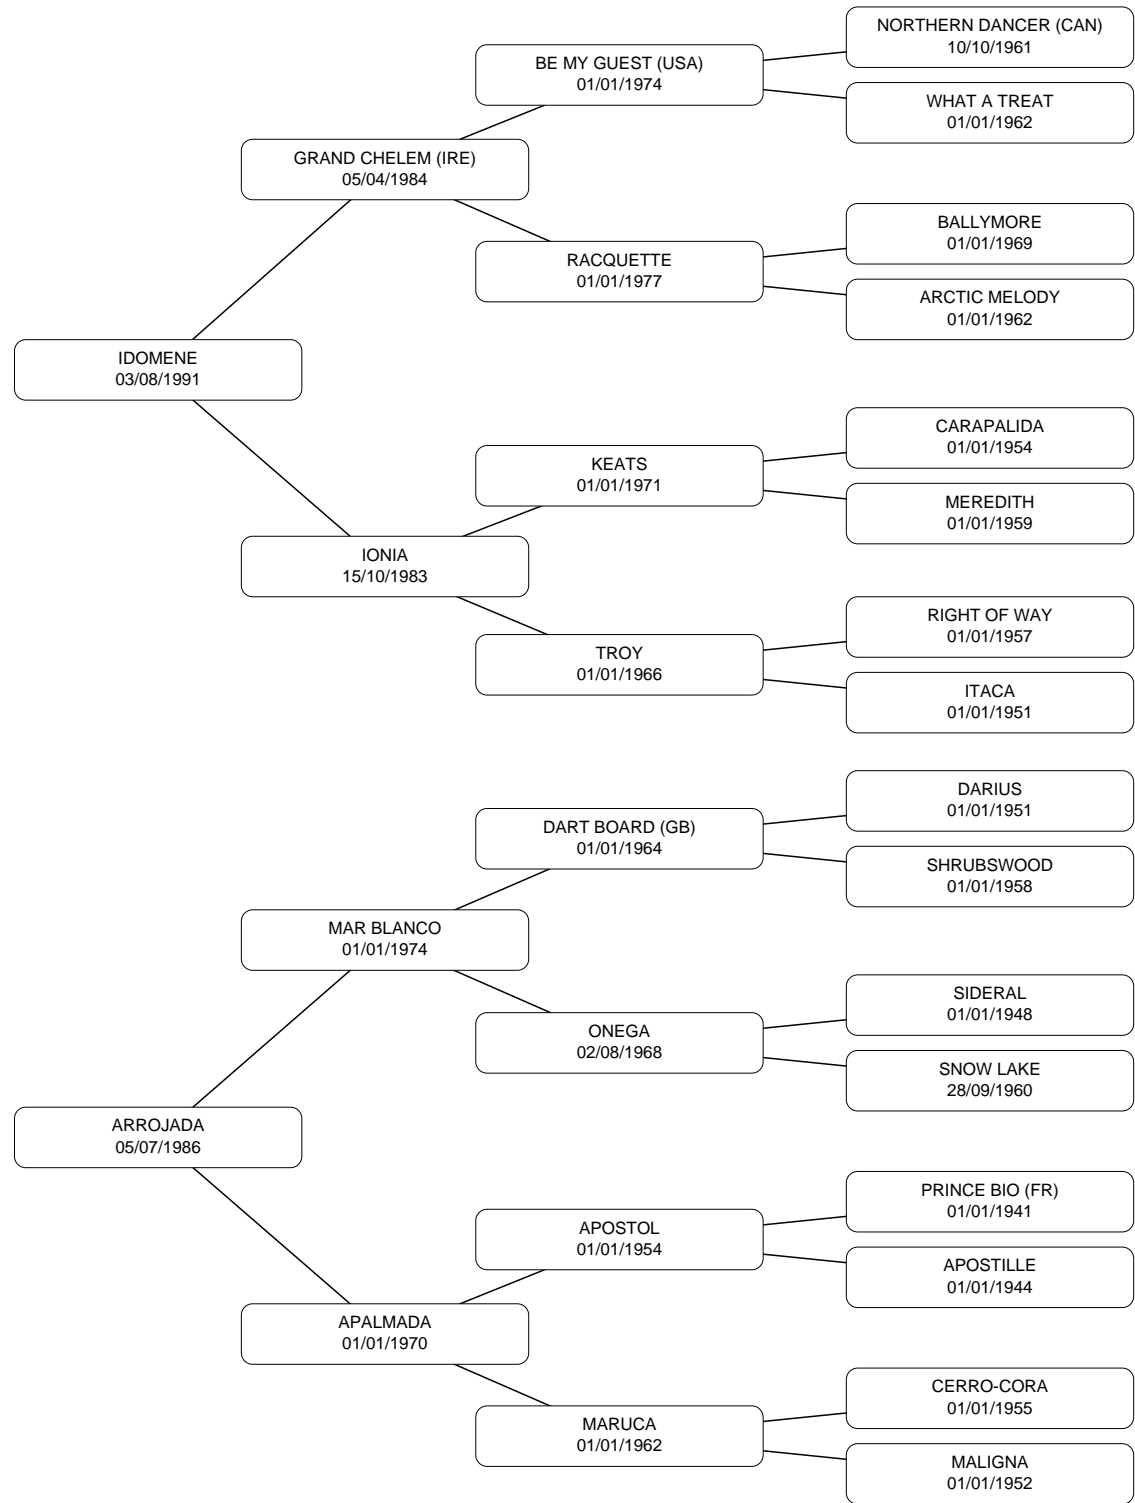 NORTHERN DANCER (CAN)
10/10/1961
BE MY GUEST (USA)
01/01/1974
WHAT A TREAT
01/01/1962
GRAND CHELEM (IRE)
05/04/1984
BALLYMORE
01/01/1969
RACQUETTE
01/01/1977
ARCTIC MELODY
01/01/1962
IDOMENE
03/08/1991
CARAPALIDA
01/01/1954
KEATS
01/01/1971
MEREDITH
01/01/1959
IONIA
15/10/1983
RIGHT OF WAY
01/01/1957
TROY
01/01/1966
ITACA
01/01/1951
DARIUS
01/01/1951
DART BOARD (GB)
01/01/1964
SHRUBSWOOD
01/01/1958
MAR BLANCO
01/01/1974
SIDERAL
01/01/1948
ONEGA
02/08/1968
SNOW LAKE
28/09/1960
ARROJADA
05/07/1986
PRINCE BIO (FR)
01/01/1941
APOSTOL
01/01/1954
APOSTILLE
01/01/1944
APALMADA
01/01/1970
CERRO-CORA
01/01/1955
MARUCA
01/01/1962
MALIGNA
01/01/1952